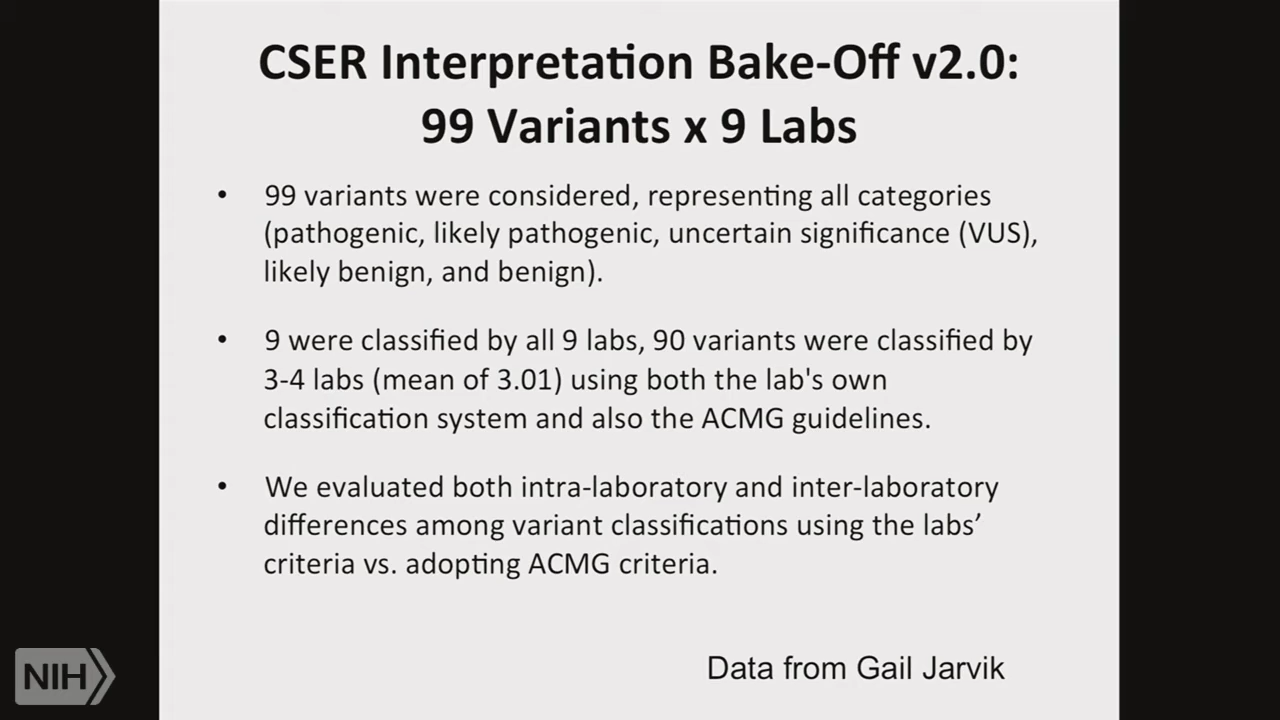 CSER Interpretation Bake-Off v2.0:
99 Variants x 9 Labs
• 99 variants were considered, representing all categories
(pathogenic, likely pathogenic, uncertain significance (VUS),
likely benign, and benign).
• 9 were classified by all 9 labs, 90 variants were classified by
3-4 labs (mean of 3.01) using both the lab's own
classification system and also the ACMG guidelines.
• We evaluated both intra-laboratory and inter-laboratory
differences among variant classifications using the labs’
criteria vs. adopting ACMG criteria.
Data from Gail Jarvik
NIH